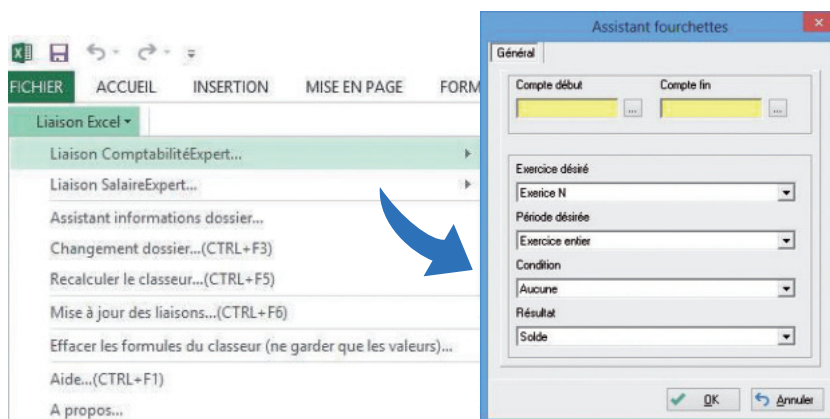 FICHIER ACCUEIL INSERTION MISE EN PAGE FORM
Liaison Excel
Liaison ComptabilitéExpert...
Liaison SalaireExpert...
Assistant informations dossier...
Changement dossier...(CTRL+F3)
Recalculer le classeur...(CTRL+F5)
Mise à jour des liaisons...(CTRL+F6)
Effacer les formules du classeur (ne garder que les valeurs)...
Aide...(CTRL+F1)
A propos...
Assistant fourchettes
Général
Compte début Compte fin
... ...
Exercice désiré
Exerice N
Période désirée
Exercice entier
Condition
Aucune
Résultat
Solde
OK Annuler